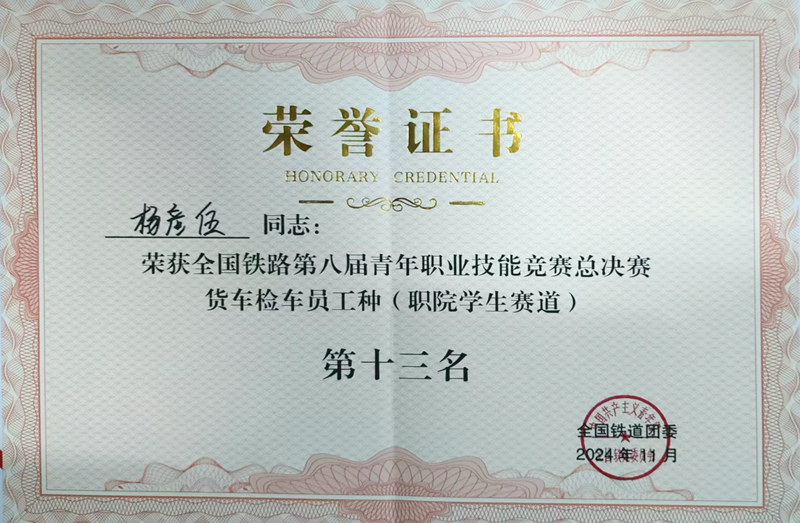 荣誉证书
HONORARY CREDENTIAL
杨彦伍 同志：
荣获全国铁路第八届青年职业技能竞赛总决赛
货车检车员工种（职院学生赛道）
第十三名
全国铁道团委
2024年11月